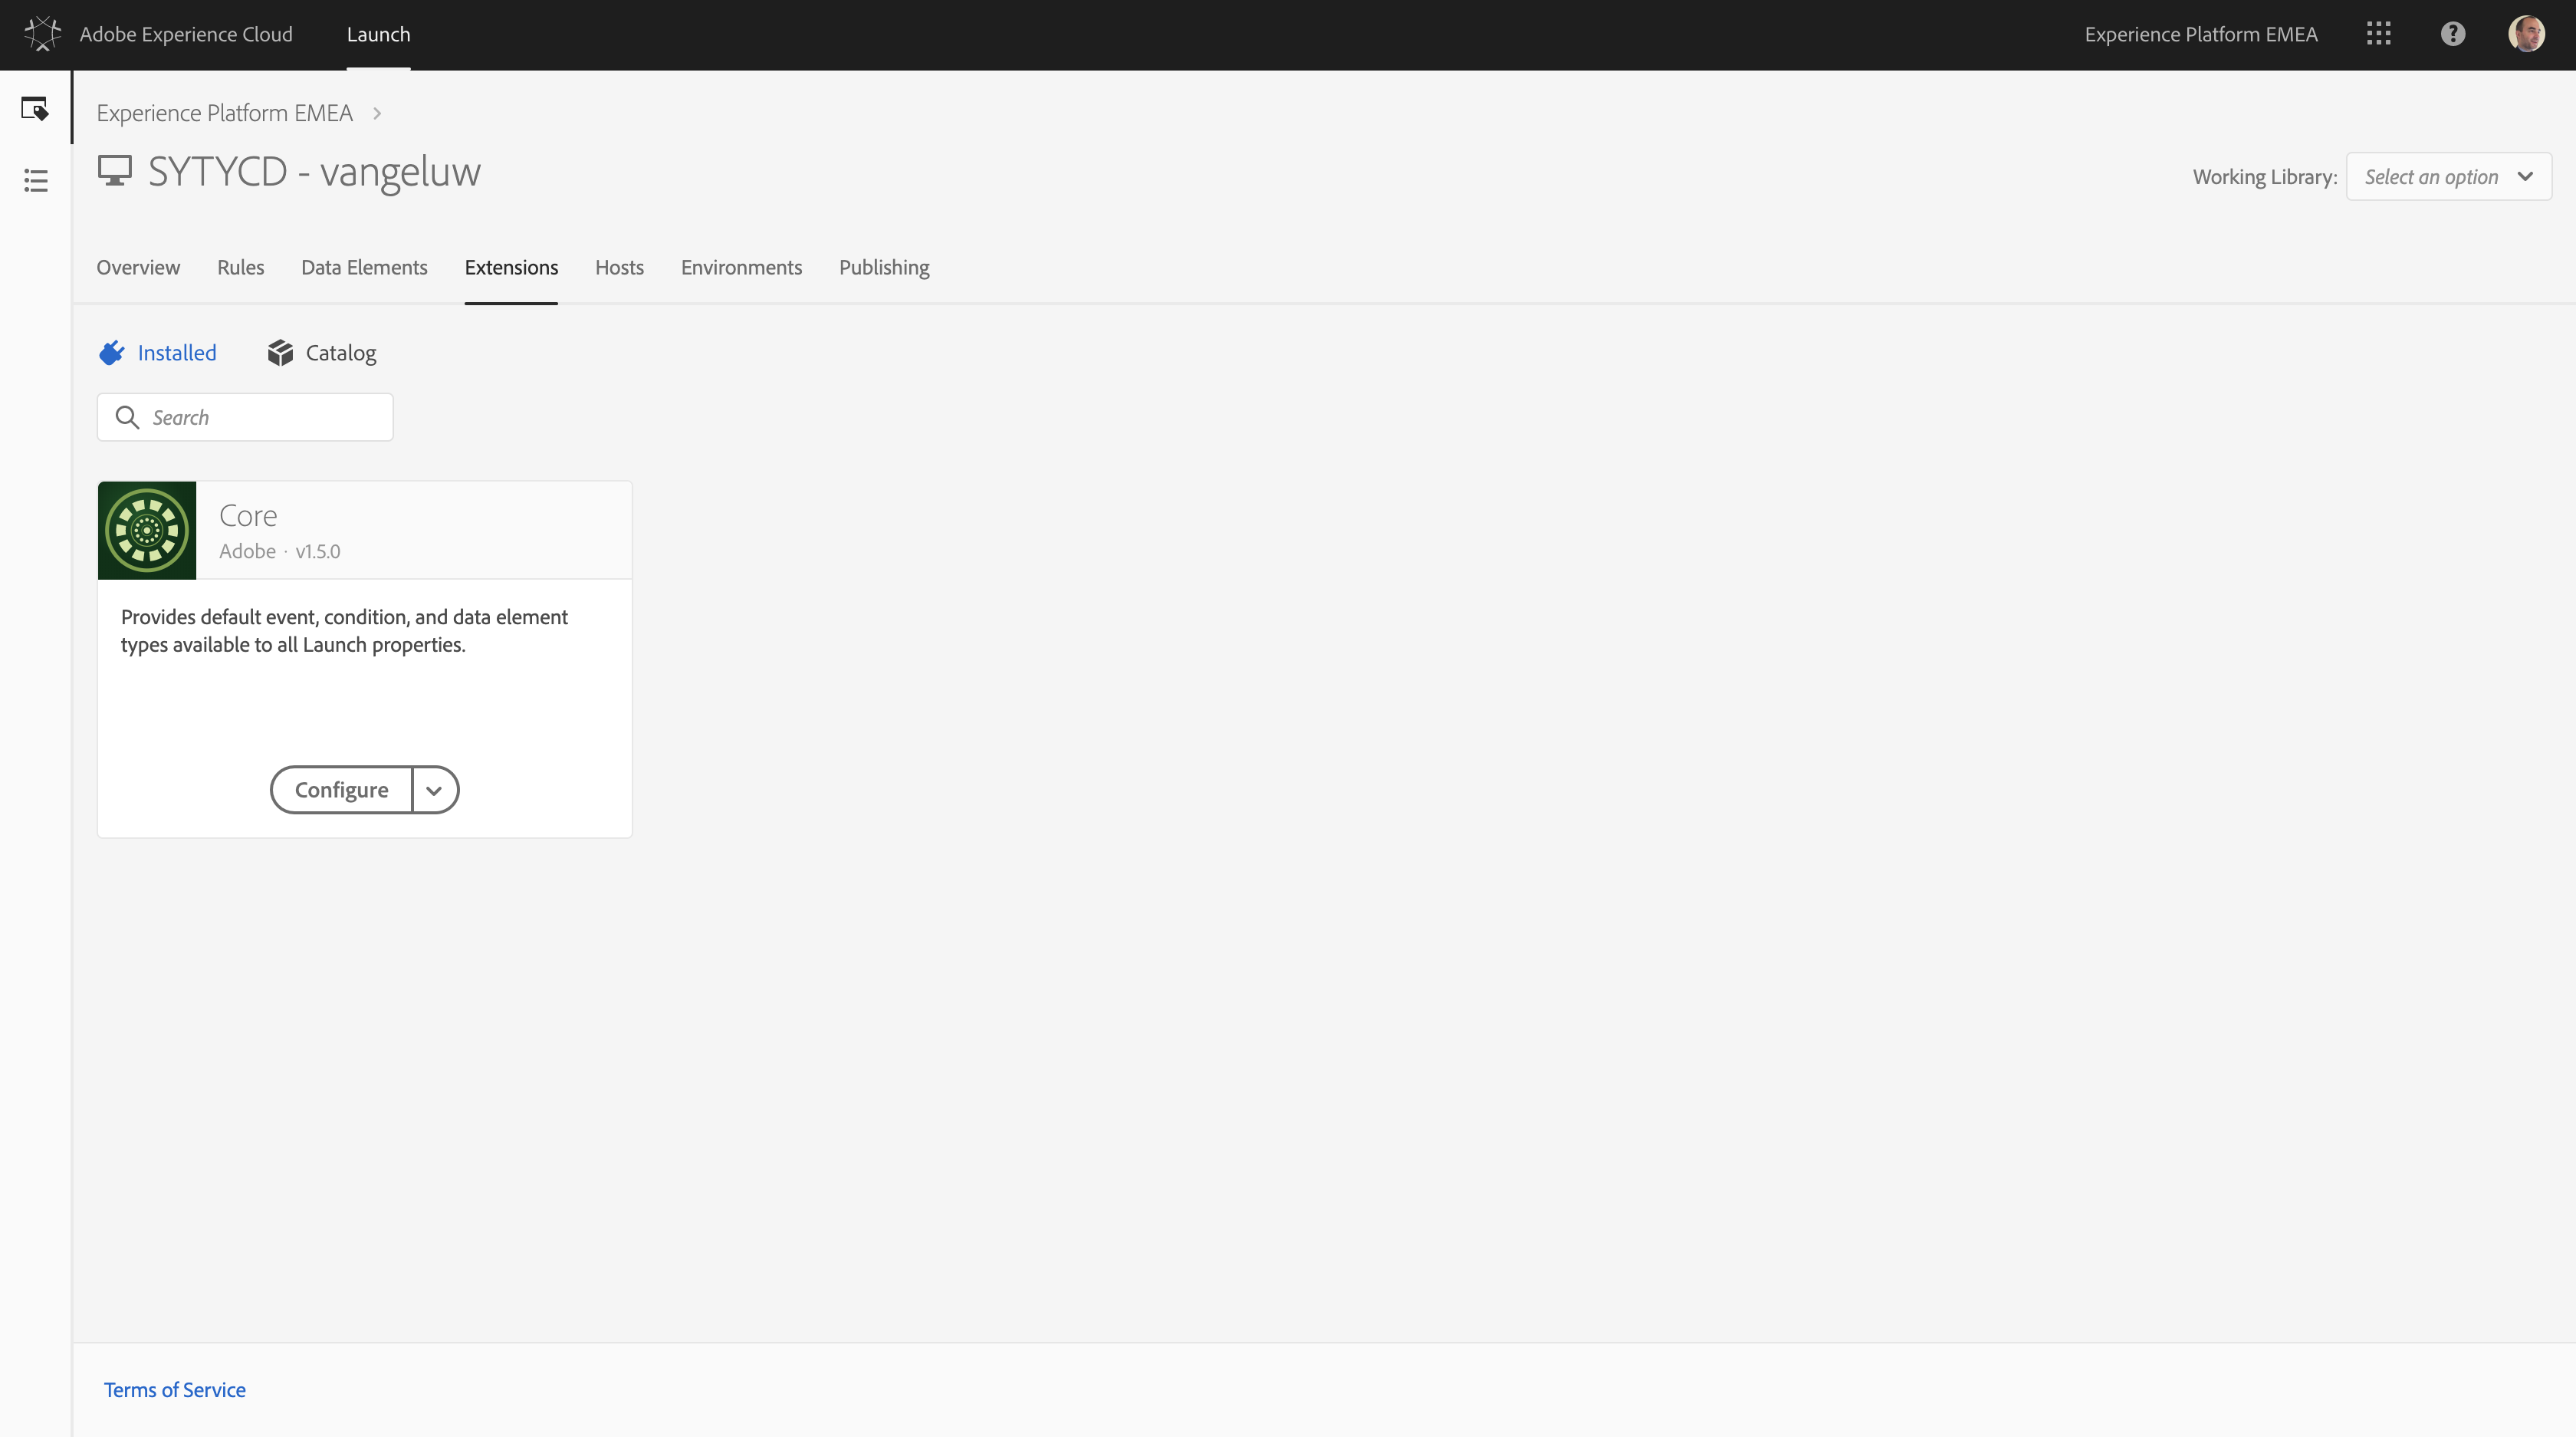 Adobe Experience Cloud
Launch
Experience Platform EMEA
Experience Platform EMEA
SYTYCD - vangeluw
Working Library:
Select an option
Overview
Rules
Data Elements
Extensions
Hosts
Environments
Publishing
Installed
Catalog
Search
Core
Adobe · v1.5.0
Provides default event, condition, and data element
types available to all Launch properties.
Configure
Terms of Service